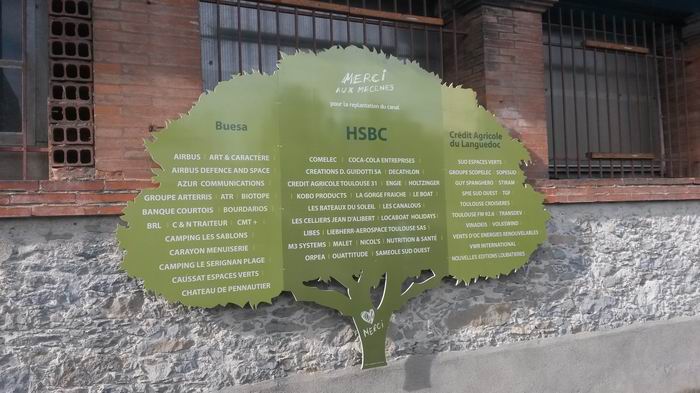 MERCI
AUX MÉCÈNES
pour la replantation du canal
Buesa
AIRBUS | ART & CARACTÈRE
AIRBUS DEFENCE AND SPACE
AZUR COMMUNICATIONS
GROUPE ARTERRIS | ATR | BIOTOPE
BANQUE COURTOIS | BOURDARIOS
BRL | C & N TRAITEUR | CMT +
CAMPING LES SABLONS
CARAYON MENUISERIE
CAMPING LE SERIGNAN PLAGE
CAUSSAT ESPACES VERTS
CHATEAU DE PENNAUTIER
HSBC
COMELEC | COCA-COLA ENTREPRISES
CREATIONS D. GUIDOTTI SA | DECATHLON
CREDIT AGRICOLE TOULOUSE 31 | ENGIE | HOLTZINGER
KOBO PRODUCTS | LA GORGE FRAICHE | LE BOAT
LES BATEAUX DU SOLEIL | LES CANALOUS
LES CELLIERS JEAN D'ALIBERT | LOCABOAT HOLIDAYS
LIBES | LIEBHERR-AEROSPACE TOULOUSE SAS
M3 SYSTEMS | MALET | NICOLS | NUTRITION & SANTÉ
ORPEA | OUATTITUDE | SAMEOLE SUD OUEST
Crédit Agricole
du Languedoc
SUD ESPACES VERTS
GROUPE SCOPELEC | SOPESUD
GUY SPANGHERO | STRIAM
SPIE SUD OUEST | TGF
TOULOUSE CROISIERES
TOULOUSE FM 92.6 | TRANSDEV
VINADEIS | VOLKSWIND
VENTS D'OC ENERGIES RENOUVELABLES
VWR INTERNATIONAL
NOUVELLES EDITIONS LOUBATIERES
MERCI